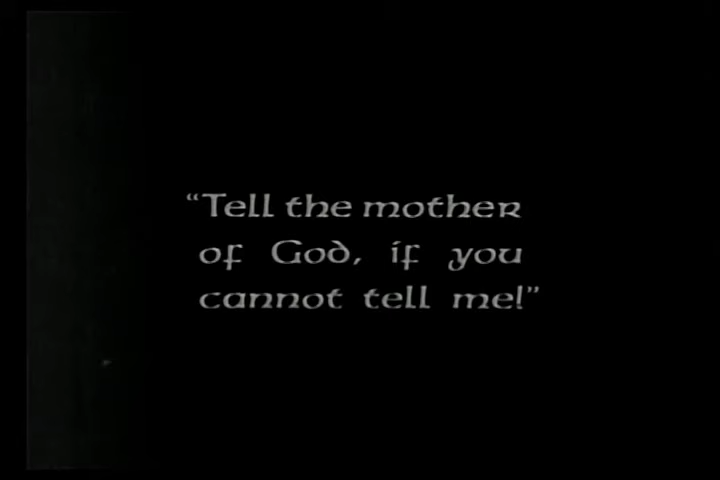 “Tell the mother
of God, if you
cannot tell me!”